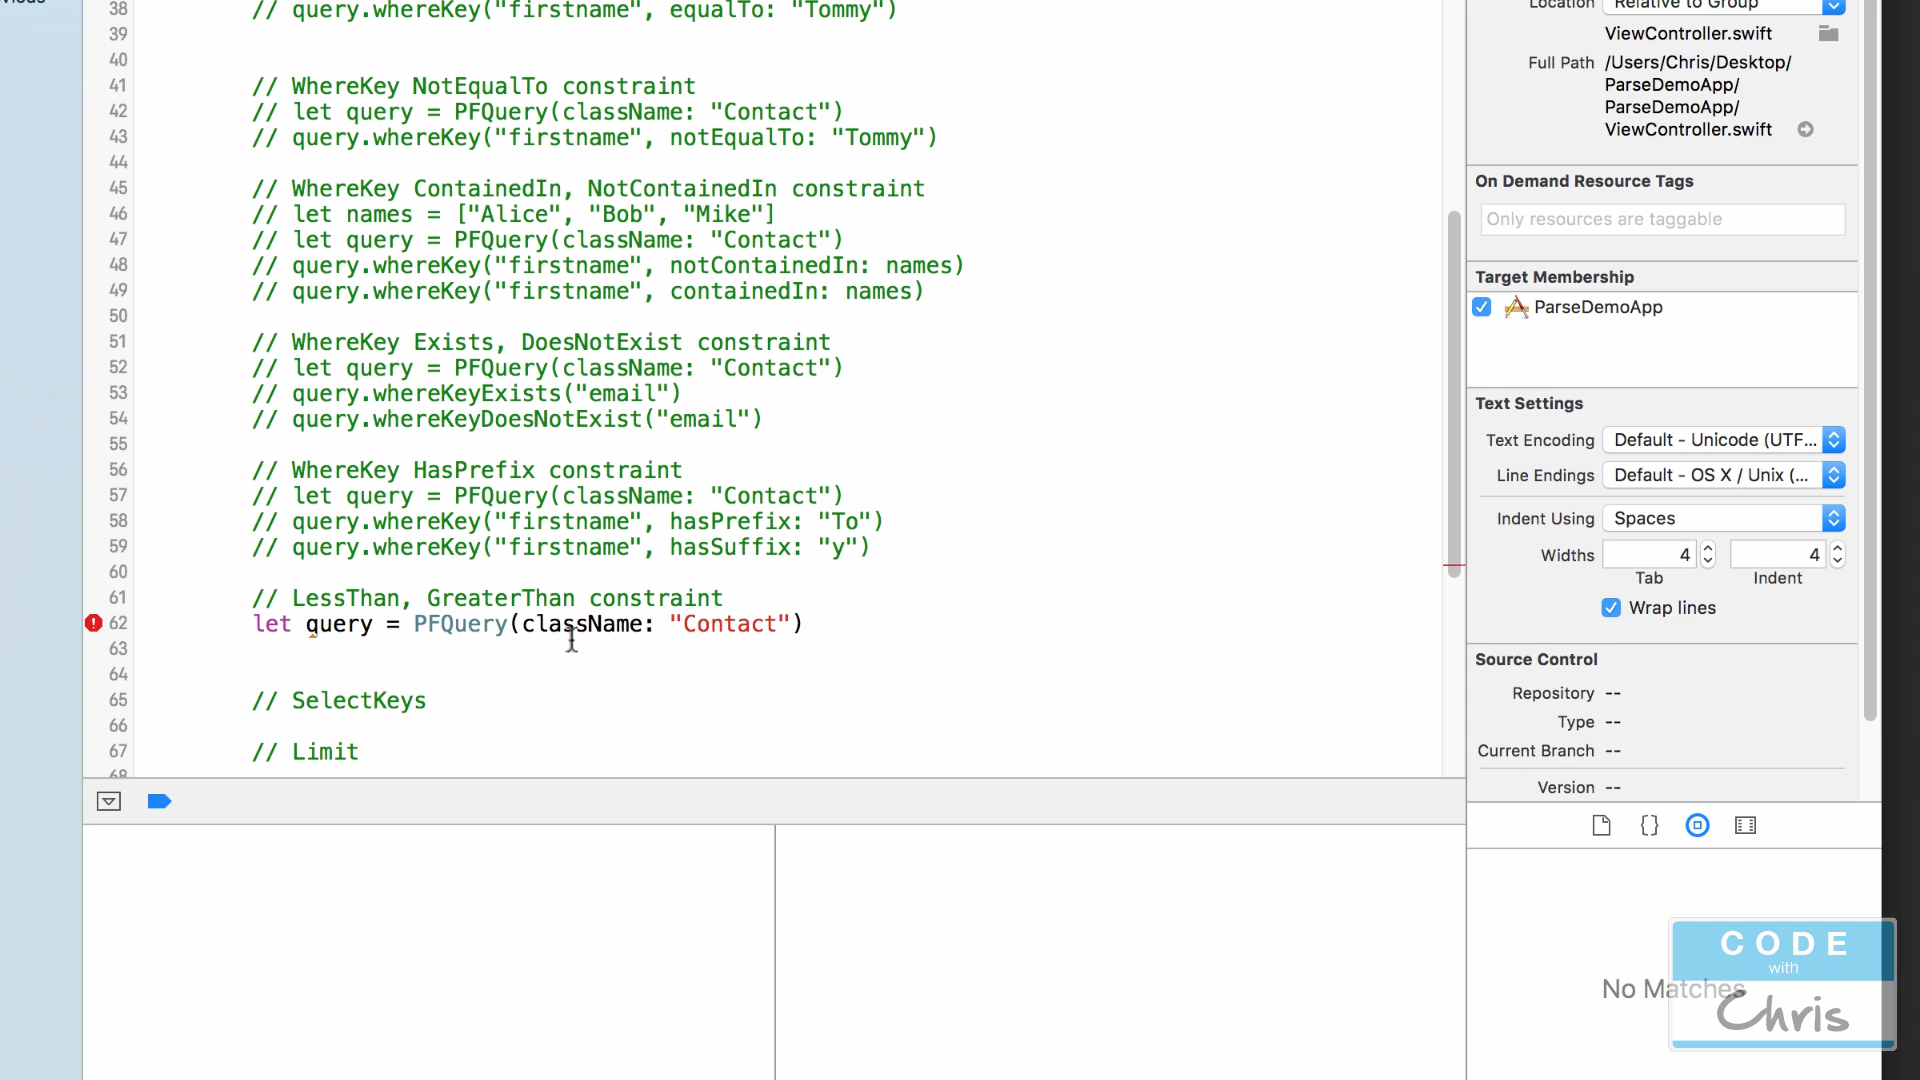 38 // query.whereKey("firstname", equalTo: "Tommy")
39
40
41 // WhereKey NotEqualTo constraint
42 // let query = PFQuery(className: "Contact")
43 // query.whereKey("firstname", notEqualTo: "Tommy")
44
45 // WhereKey ContainedIn, NotContainedIn constraint
46 // let names = ["Alice", "Bob", "Mike"]
47 // let query = PFQuery(className: "Contact")
48 // query.whereKey("firstname", notContainedIn: names)
49 // query.whereKey("firstname", containedIn: names)
50
51 // WhereKey Exists, DoesNotExist constraint
52 // let query = PFQuery(className: "Contact")
53 // query.whereKeyExists("email")
54 // query.whereKeyDoesNotExist("email")
55
56 // WhereKey HasPrefix constraint
57 // let query = PFQuery(className: "Contact")
58 // query.whereKey("firstname", hasPrefix: "To")
59 // query.whereKey("firstname", hasSuffix: "y")
60
61 // LessThan, GreaterThan constraint
62 let query = PFQuery(className: "Contact")
63
64
65 // SelectKeys
66
67 // Limit
68
Location Relative to Group
ViewController.swift
Full Path /Users/Chris/Desktop/
ParseDemoApp/
ParseDemoApp/
ViewController.swift
On Demand Resource Tags
Only resources are taggable
Target Membership
ParseDemoApp
Text Settings
Text Encoding Default - Unicode (UTF...
Line Endings Default - OS X / Unix (...
Indent Using Spaces
Widths 4 4
Tab Indent
Wrap lines
Source Control
Repository --
Type --
Current Branch --
Version --
No Matches
CODE
with
Chris